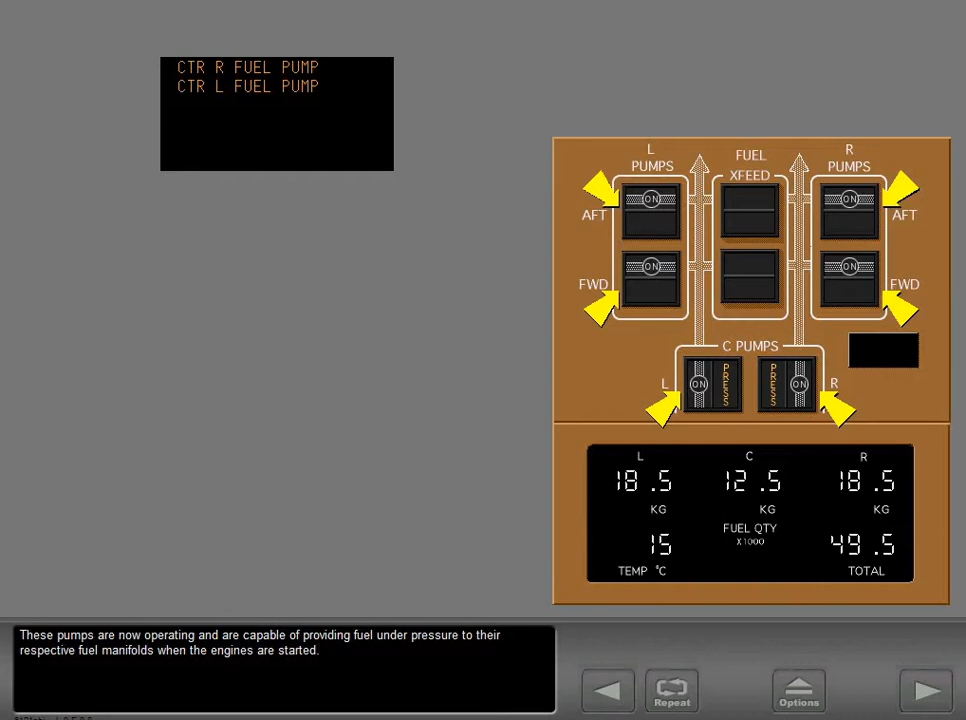 CTR R FUEL PUMP
CTR L FUEL PUMP
L
PUMPS
FUEL
XFEED
R
PUMPS
ON
ON
AFT
AFT
ON
ON
FWD
FWD
C PUMPS
L
ON
PRESS
PRESS
ON
R
L
C
R
18.5
12.5
18.5
KG
KG
KG
FUEL QTY
X1000
15
49.5
TEMP °C
TOTAL
These pumps are now operating and are capable of providing fuel under pressure to their
respective fuel manifolds when the engines are started.
Repeat
Options